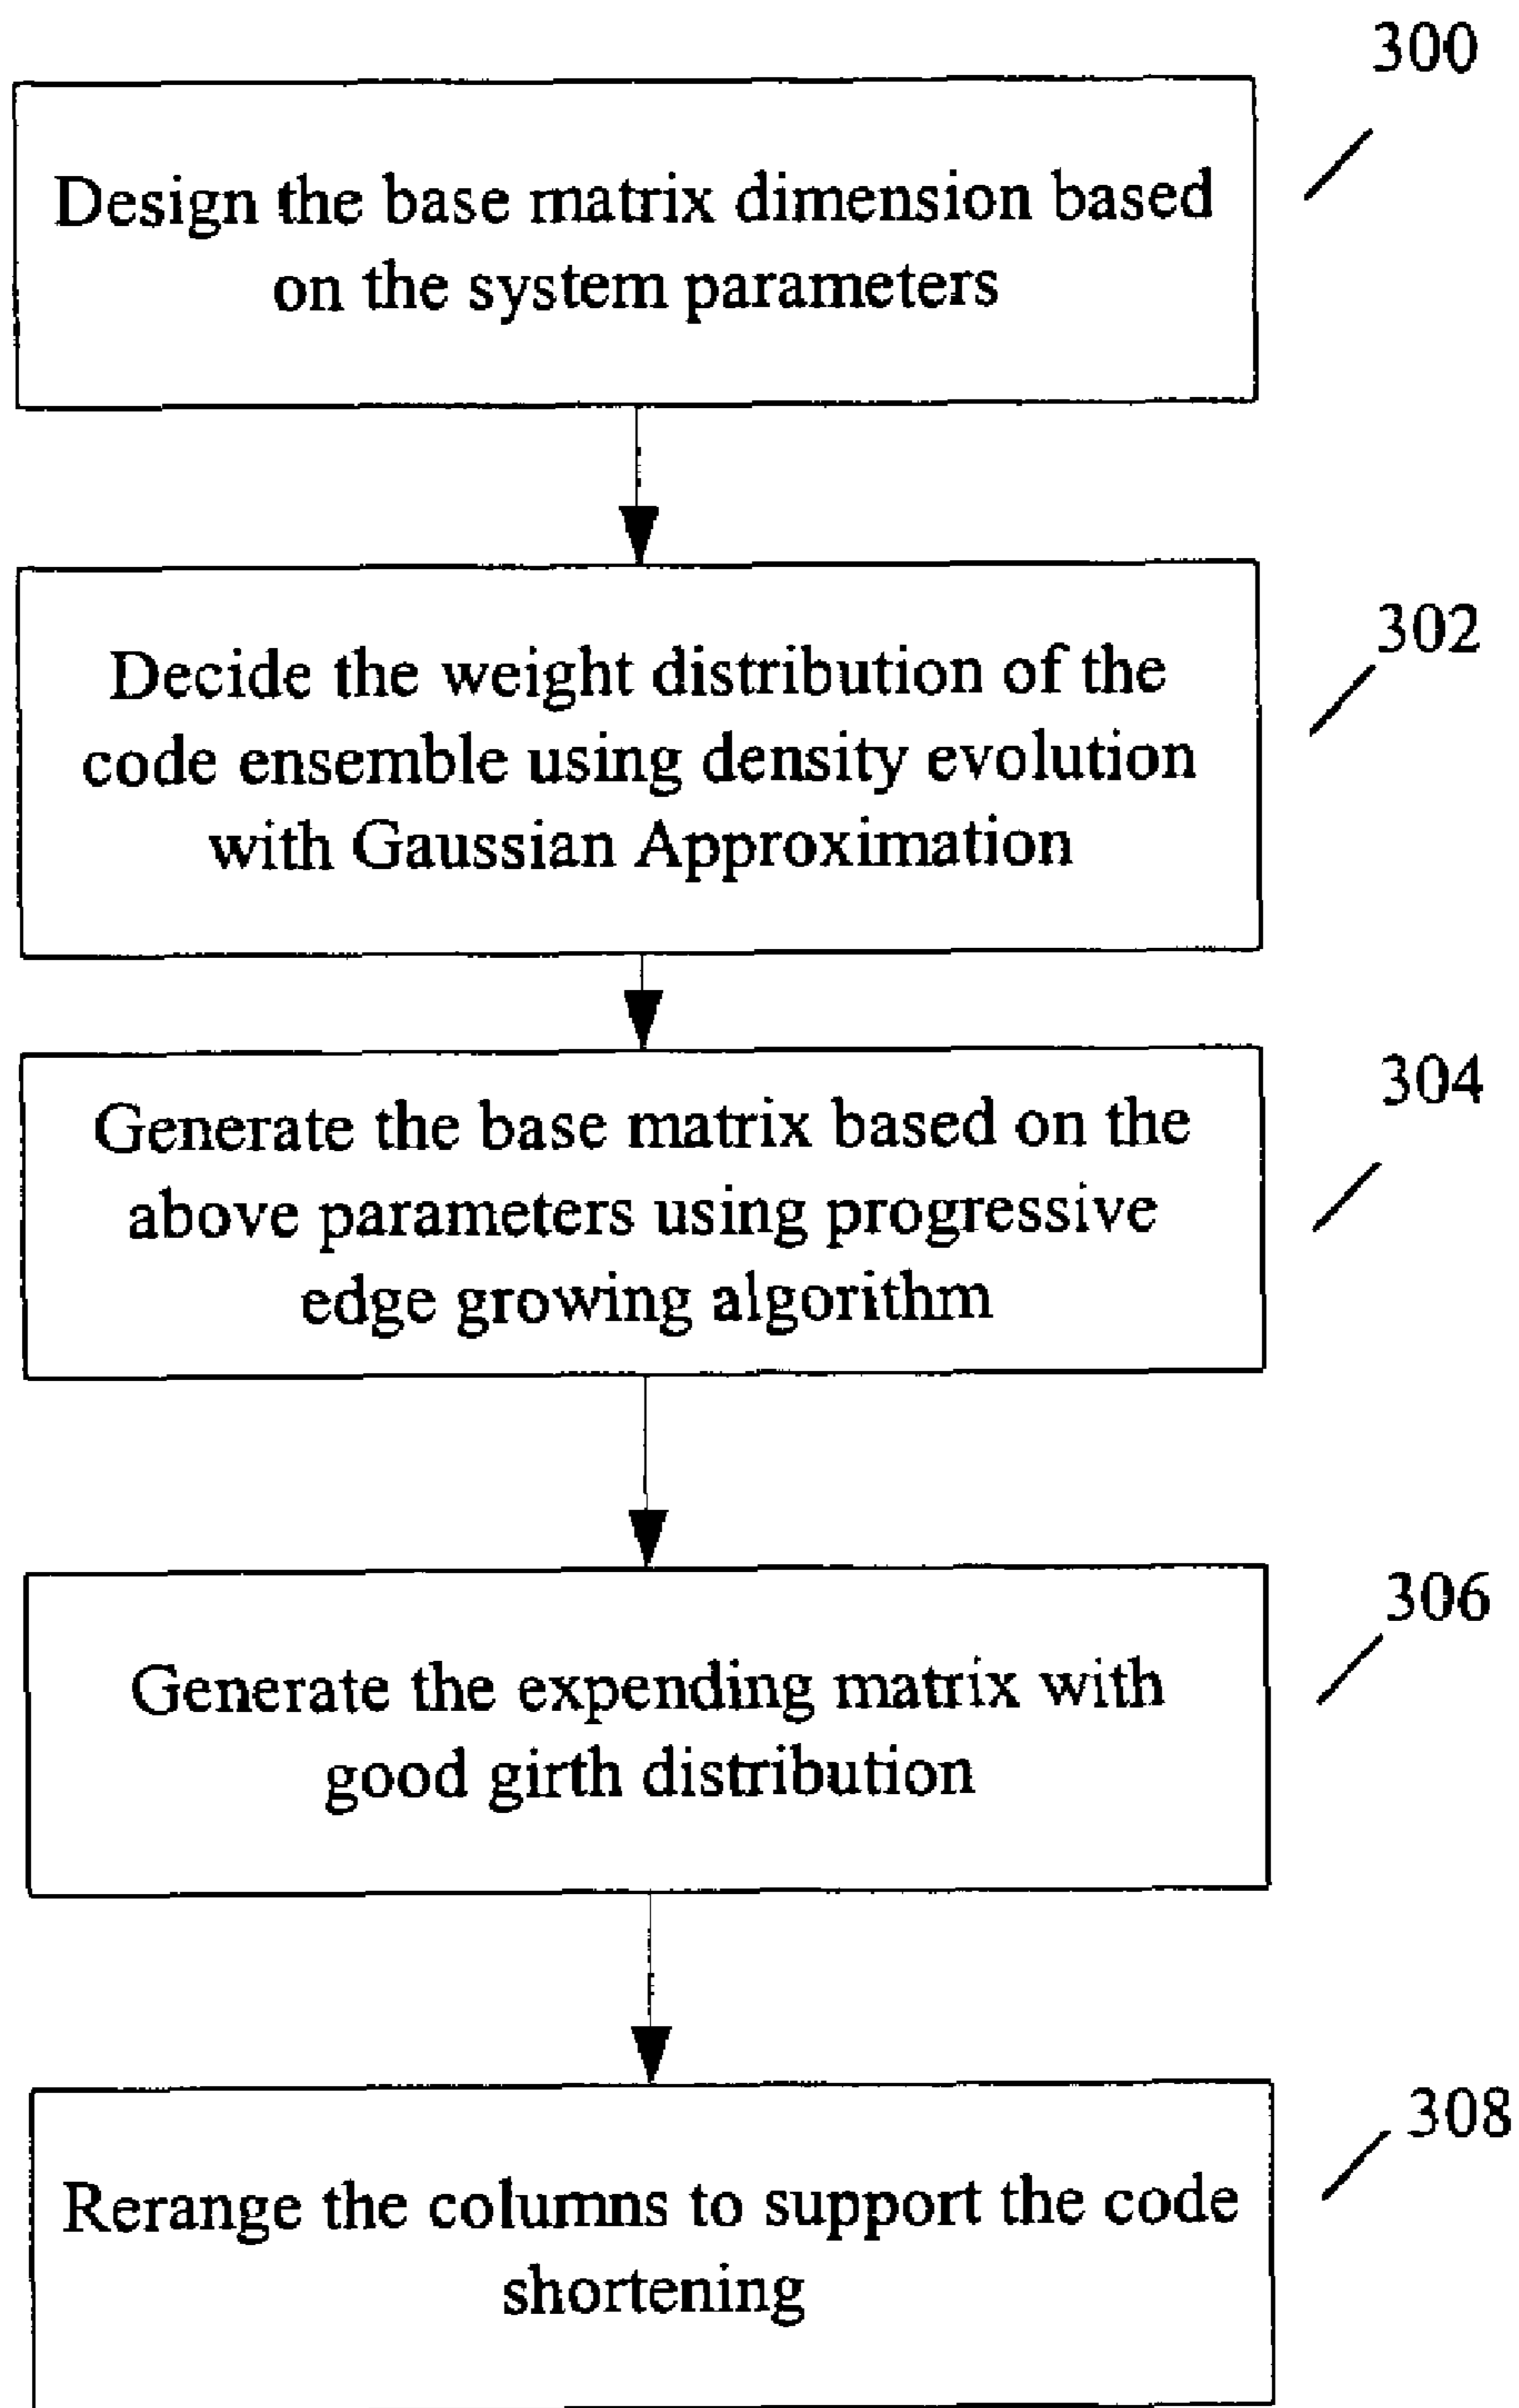 300
Design the base matrix dimension based
on the system parameters
302
Decide the weight distribution of the
code ensemble using density evolution
with Gaussian Approximation
304
Generate the base matrix based on the
above parameters using progressive
edge growing algorithm
306
Generate the expending matrix with
good girth distribution
308
Rerange the columns to support the code
shortening